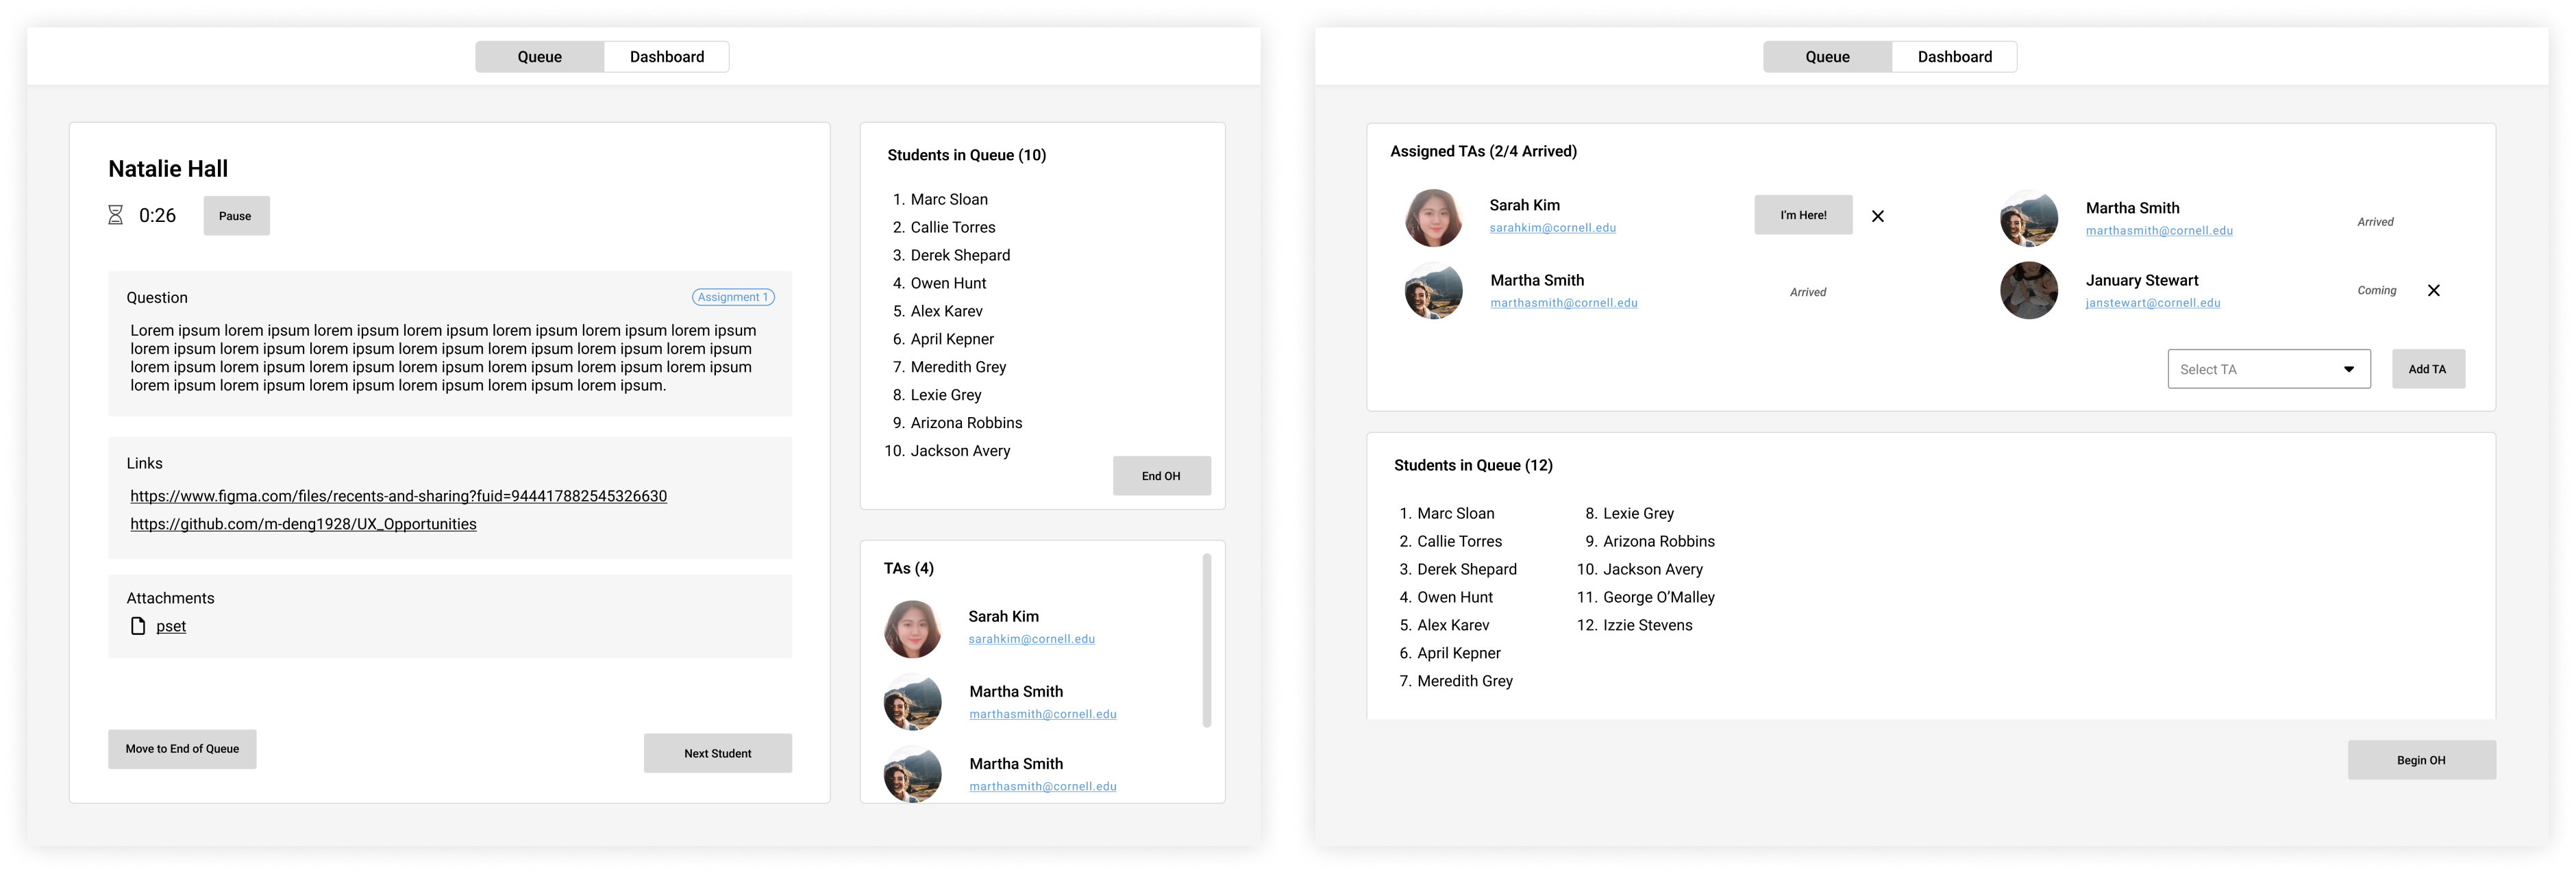 Queue
Dashboard
Natalie Hall
0:26
Pause
Question
Assignment 1
Lorem ipsum lorem ipsum lorem ipsum lorem ipsum lorem ipsum lorem ipsum lorem ipsum
lorem ipsum lorem ipsum lorem ipsum lorem ipsum lorem ipsum lorem ipsum lorem ipsum
lorem ipsum lorem ipsum lorem ipsum lorem ipsum lorem ipsum lorem ipsum lorem ipsum
lorem ipsum lorem ipsum lorem ipsum lorem ipsum lorem ipsum lorem ipsum.
Links
https://www.figma.com/files/recents-and-sharing?fuid=944417882545326630
https://github.com/m-deng1928/UX_Opportunities
Attachments
pset
Move to End of Queue
Next Student
Students in Queue (10)
1. Marc Sloan
2. Callie Torres
3. Derek Shepard
4. Owen Hunt
5. Alex Karev
6. April Kepner
7. Meredith Grey
8. Lexie Grey
9. Arizona Robbins
10. Jackson Avery
End OH
TAs (4)
Sarah Kim
sarahkim@cornell.edu
Martha Smith
marthasmith@cornell.edu
Martha Smith
marthasmith@cornell.edu
Queue
Dashboard
Assigned TAs (2/4 Arrived)
Sarah Kim
sarahkim@cornell.edu
I'm Here!
Martha Smith
marthasmith@cornell.edu
Arrived
Martha Smith
marthasmith@cornell.edu
Arrived
January Stewart
janstewart@cornell.edu
Coming
Select TA
Add TA
Students in Queue (12)
1. Marc Sloan
2. Callie Torres
3. Derek Shepard
4. Owen Hunt
5. Alex Karev
6. April Kepner
7. Meredith Grey
8. Lexie Grey
9. Arizona Robbins
10. Jackson Avery
11. George O'Malley
12. Izzie Stevens
Begin OH